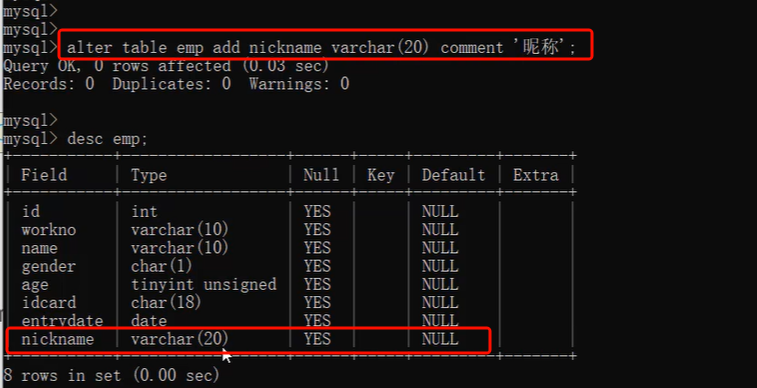 mysql>
mysql>
mysql> alter table emp add nickname varchar(20) comment '昵称';
Query OK, 0 rows affected (0.03 sec)
Records: 0  Duplicates: 0  Warnings: 0
mysql>
mysql> desc emp;
+-----------+------------------+------+-----+---------+-------+
| Field     | Type             | Null | Key | Default | Extra |
+-----------+------------------+------+-----+---------+-------+
| id        | int              | YES  |     | NULL    |       |
| workno    | varchar(10)      | YES  |     | NULL    |       |
| name      | varchar(10)      | YES  |     | NULL    |       |
| gender    | char(1)          | YES  |     | NULL    |       |
| age       | tinyint unsigned | YES  |     | NULL    |       |
| idcard    | char(18)         | YES  |     | NULL    |       |
| entrydate | date             | YES  |     | NULL    |       |
| nickname  | varchar(20)      | YES  |     | NULL    |       |
+-----------+------------------+------+-----+---------+-------+
8 rows in set (0.00 sec)